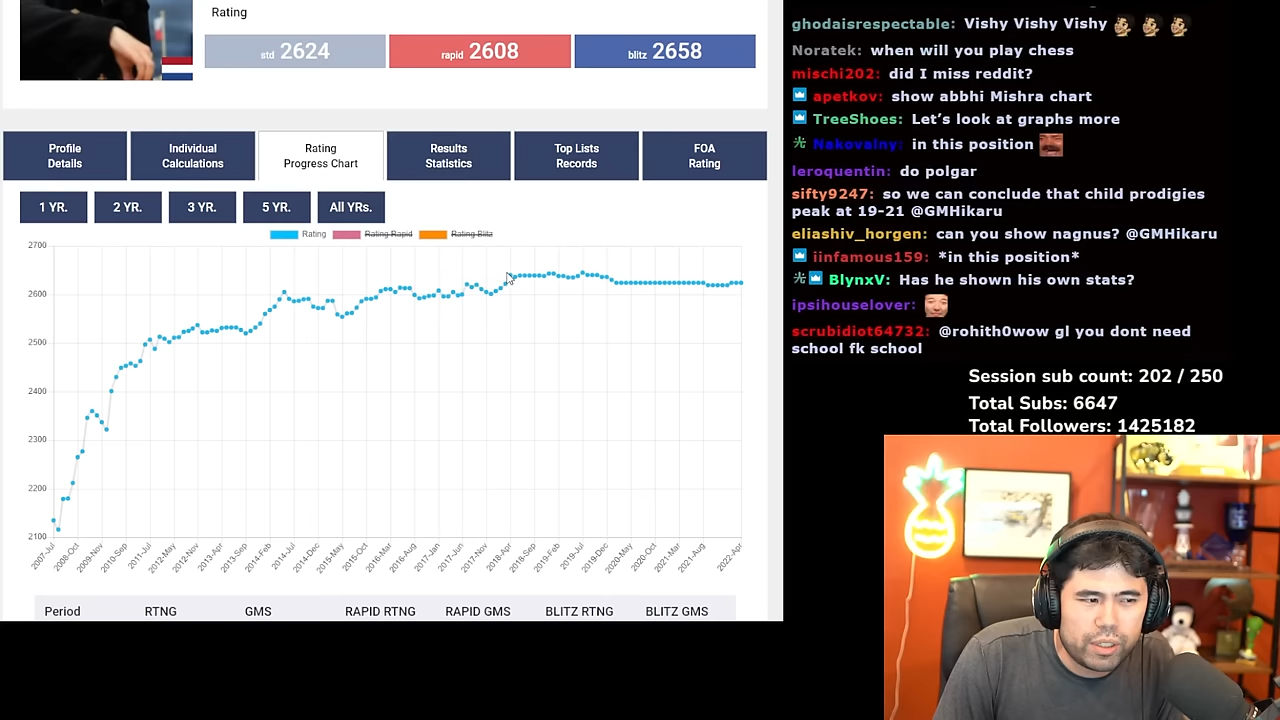 Rating
std 2624
rapid 2608
blitz 2658
Profile
Details
Individual
Calculations
Rating
Progress Chart
Results
Statistics
Top Lists
Records
FOA
Rating
1 YR.
2 YR.
3 YR.
5 YR.
All YRs.
Rating
Rating Rapid
Rating Blitz
2700
2600
2500
2400
2300
2200
2100
2007-Jul
2008-Oct
2009-Nov
2010-Sep
2011-Jul
2012-May
2012-Nov
2013-Apr
2013-Sep
2014-Feb
2014-Jul
2014-Dec
2015-May
2015-Oct
2016-Mar
2016-Aug
2017-Jan
2017-Jun
2017-Nov
2018-Apr
2018-Sep
2019-Feb
2019-Jul
2019-Dec
2020-May
2020-Oct
2021-Mar
2021-Aug
2022-Apr
Period
RTNG
GMS
RAPID RTNG
RAPID GMS
BLITZ RTNG
BLITZ GMS
ghodaisrespectable: Vishy Vishy Vishy
Noratek: when will you play chess
mischi202: did I miss reddit?
apetkov: show abbhi Mishra chart
TreeShoes: Let's look at graphs more
光 Nakovalny: in this position
leroquentin: do polgar
sifty9247: so we can conclude that child prodigies
peak at 19-21 @GMHikaru
eliashiv_horgen: can you show nagnus? @GMHikaru
iinfamous159: *in this position*
光 BlynxV: Has he shown his own stats?
ipsihouselover:
scrubidiot64732: @rohith0wow gl you dont need
school fk school
Session sub count: 202 / 250
Total Subs: 6647
Total Followers: 1425182